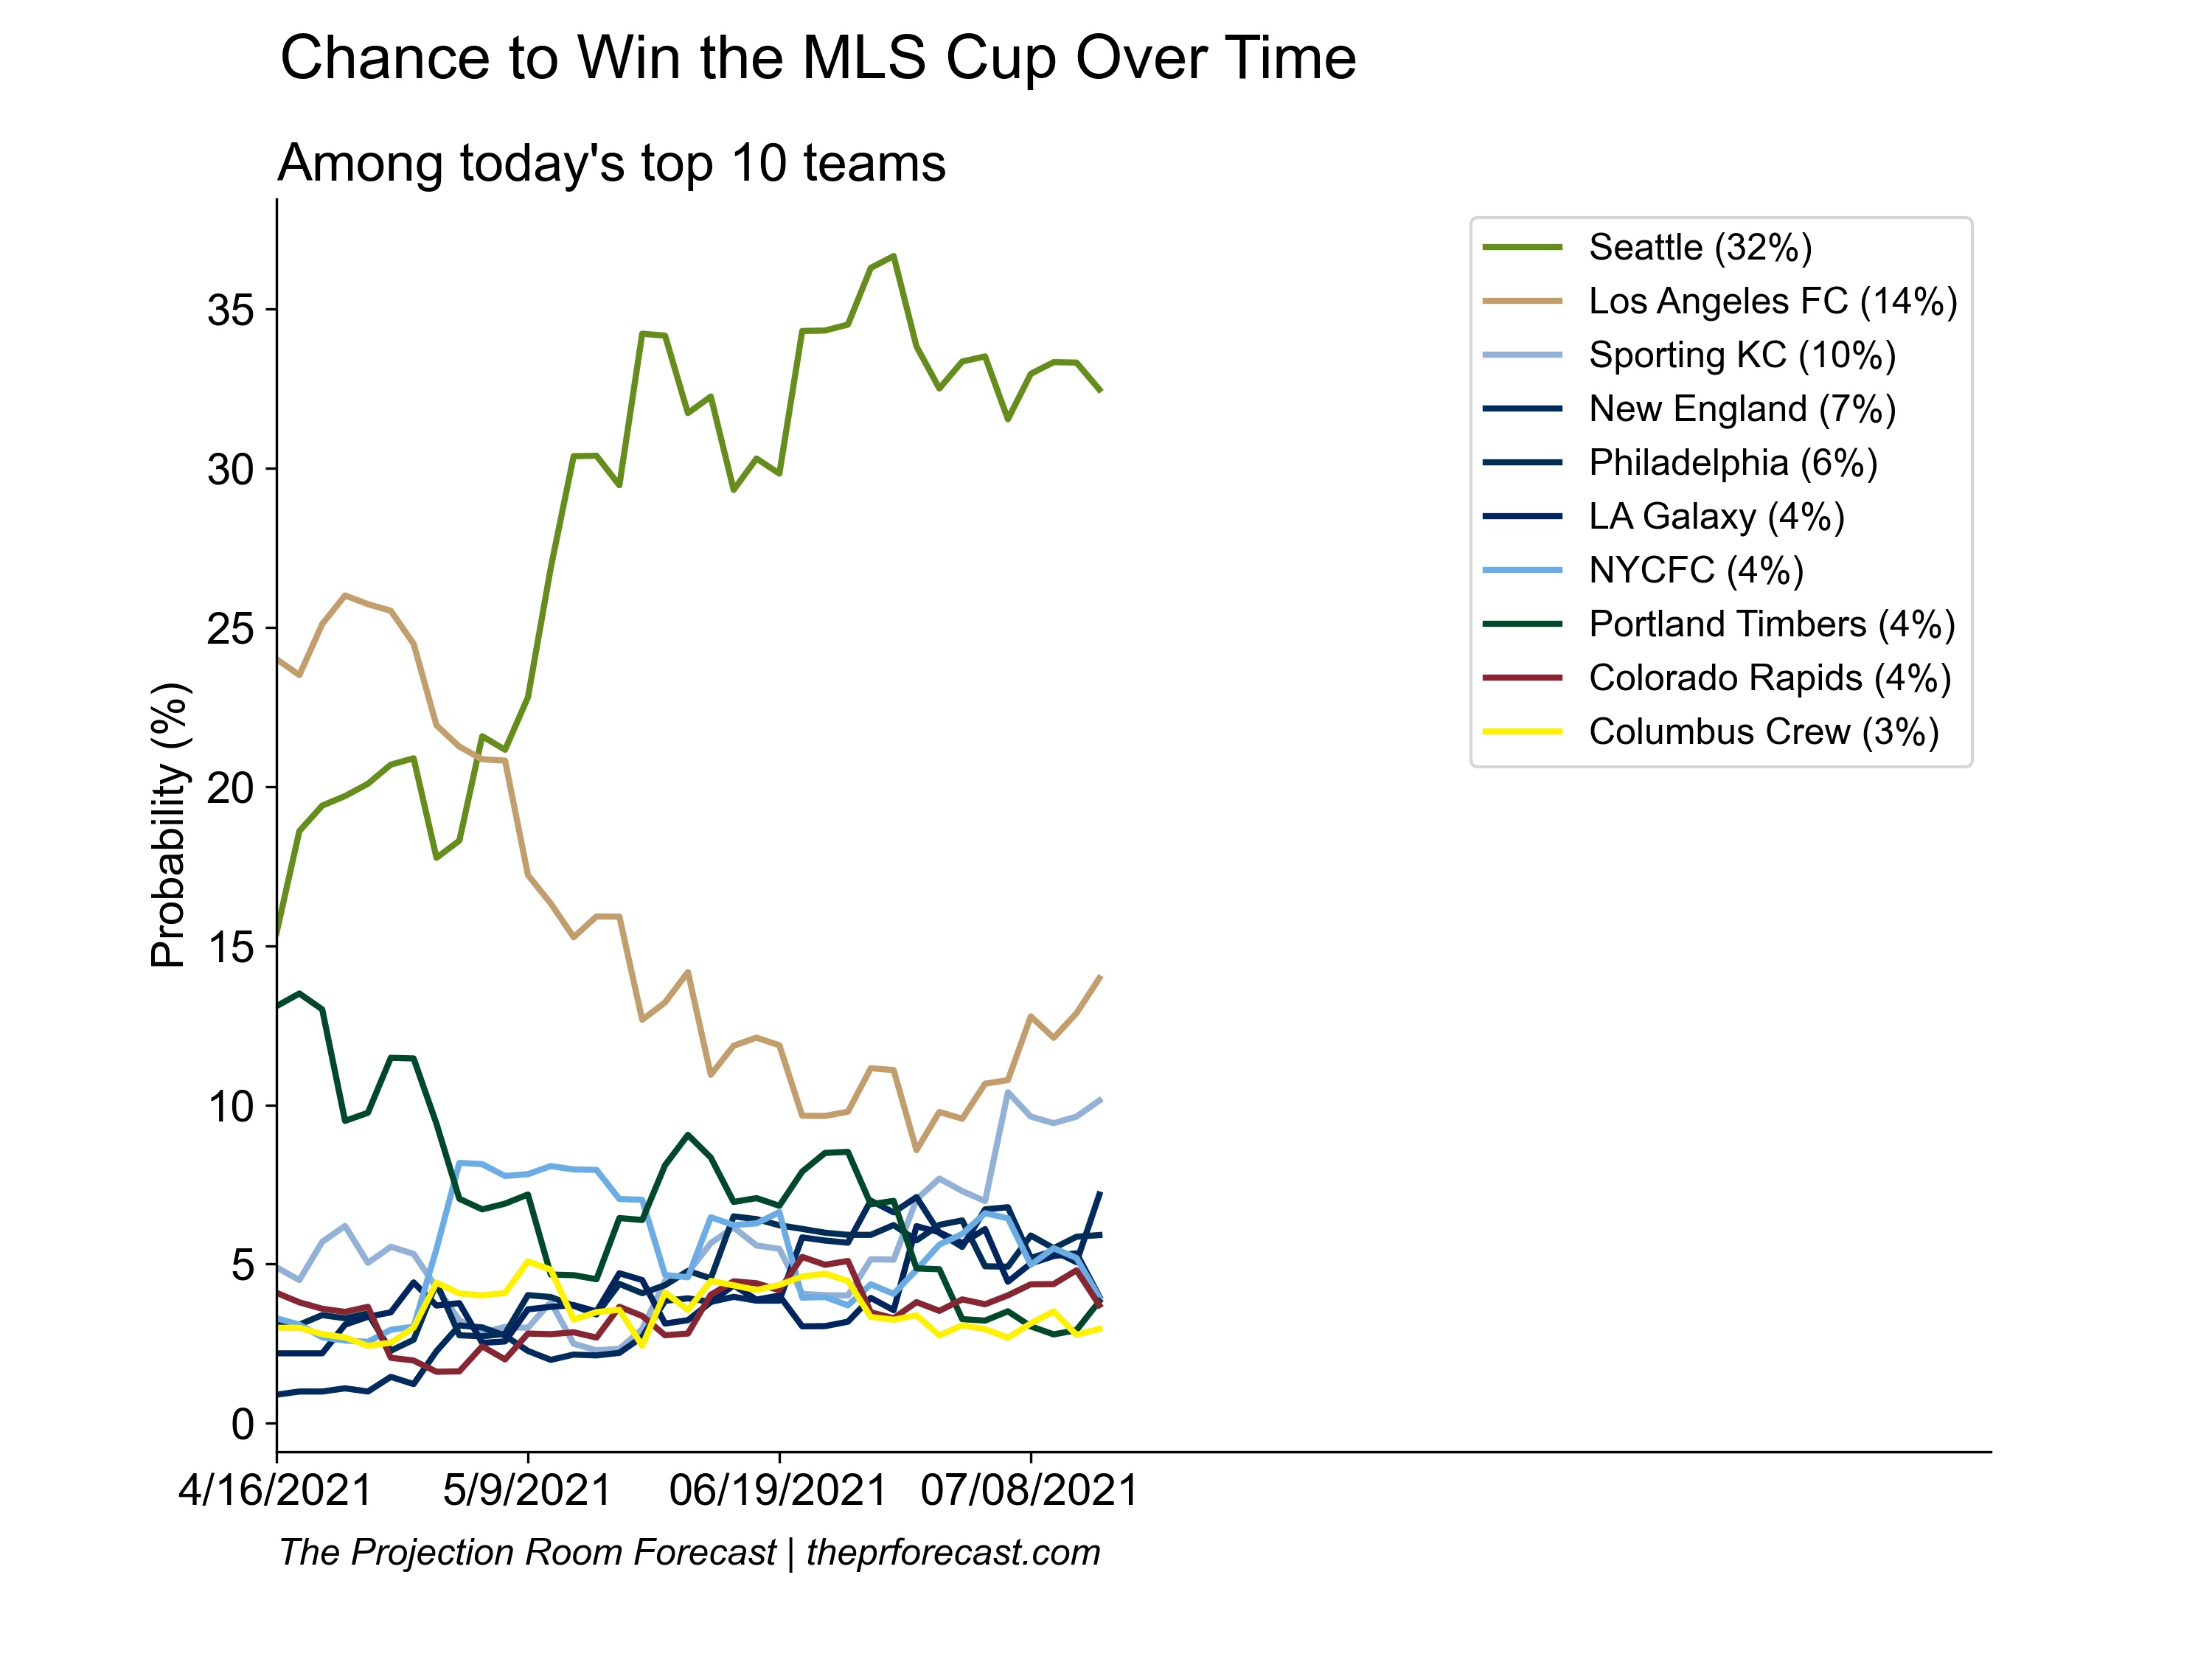 Chance to Win the MLS Cup Over Time
Among today's top 10 teams
Seattle (32%)
Los Angeles FC (14%)
Sporting KC (10%)
New England (7%)
Philadelphia (6%)
LA Galaxy (4%)
NYCFC (4%)
Portland Timbers (4%)
Colorado Rapids (4%)
Columbus Crew (3%)
Probability (%)
35
30
25
20
15
10
5
0
4/16/2021
5/9/2021
06/19/2021
07/08/2021
The Projection Room Forecast | theprforecast.com